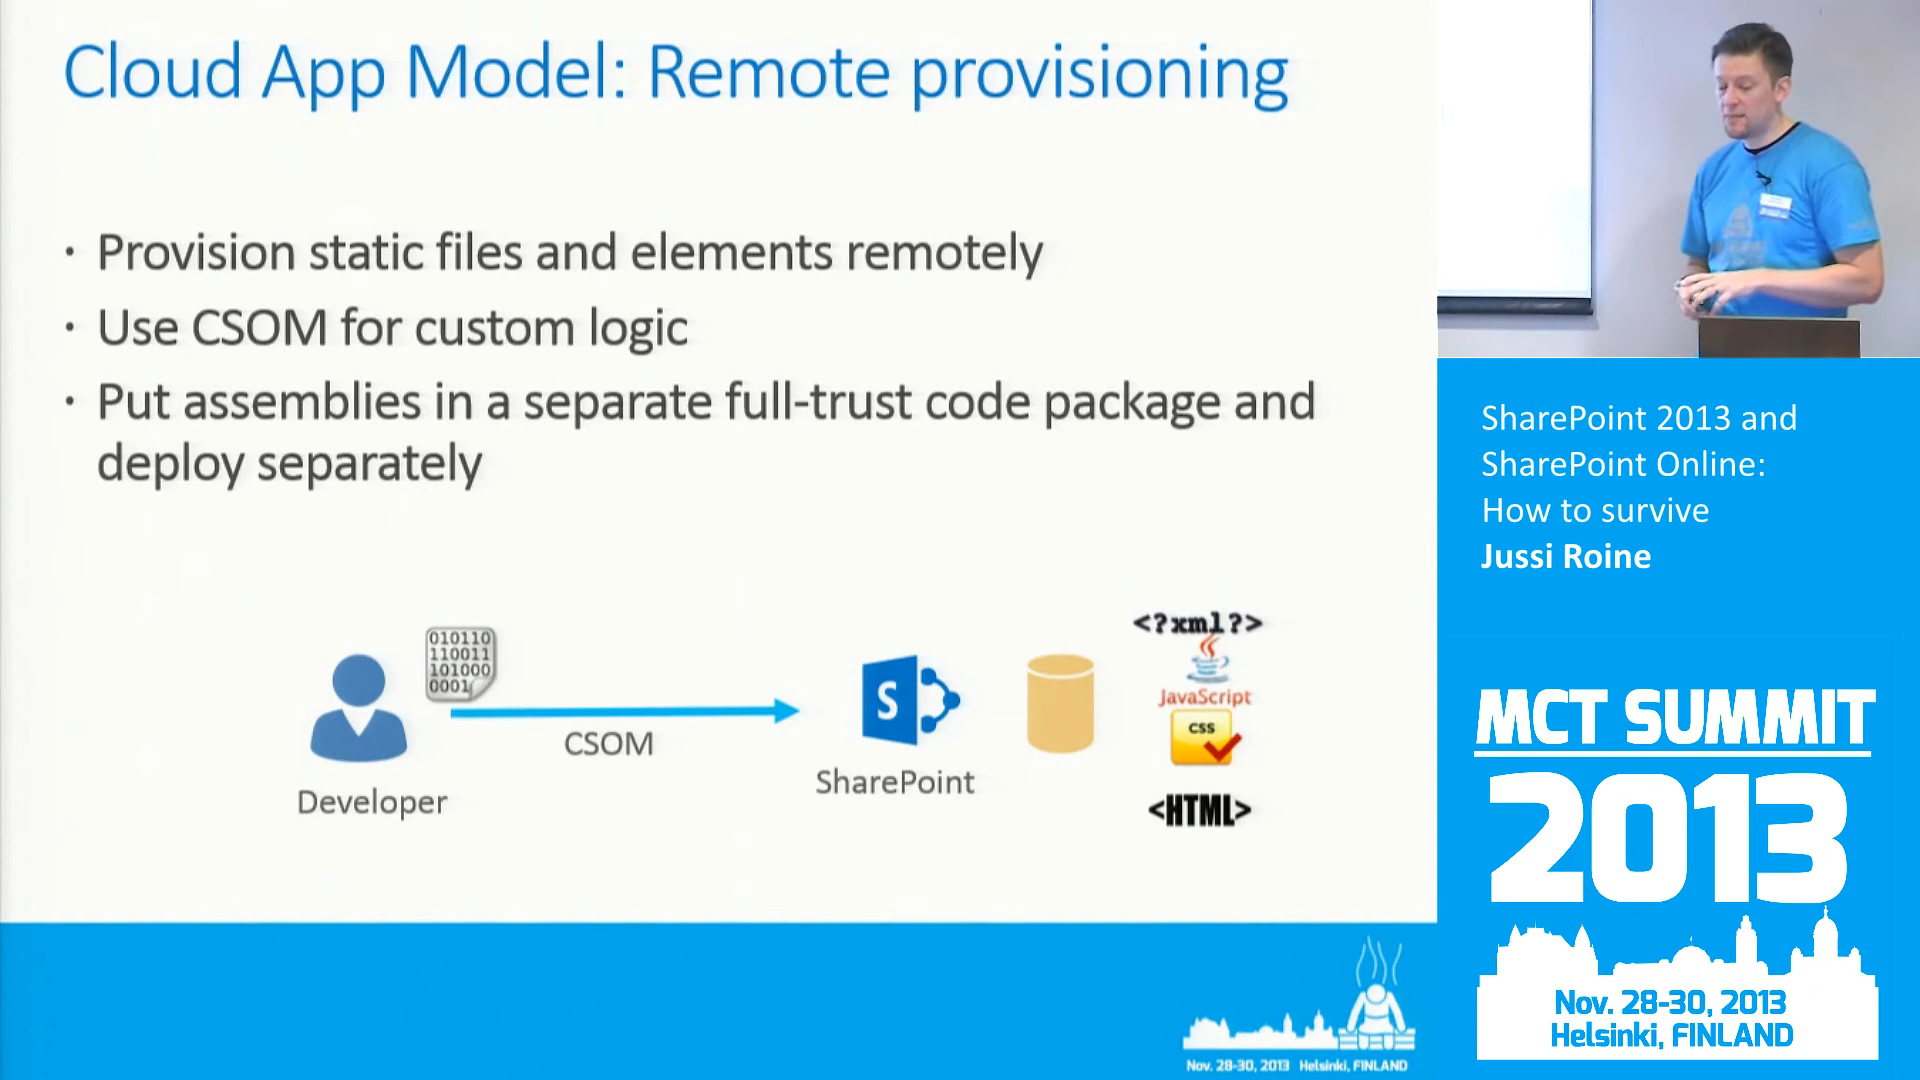 Cloud App Model: Remote provisioning
· Provision static files and elements remotely
· Use CSOM for custom logic
· Put assemblies in a separate full-trust code package and
deploy separately
010110
110011
101000
0001
CSOM
Developer
SharePoint
<?xml?>
JavaScript
css
<HTML>
Nov. 28-30, 2013 Helsinki, FINLAND
SharePoint 2013 and
SharePoint Online:
How to survive
Jussi Roine
MCT SUMMIT
2013
Nov. 28-30, 2013
Helsinki, FINLAND